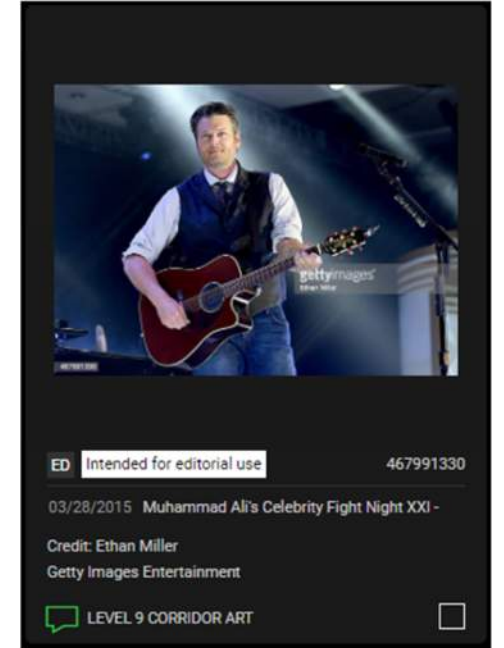 gettyimages®
Ethan Miller
467991330
ED Intended for editorial use 467991330
03/28/2015 Muhammad Ali's Celebrity Fight Night XXI -
Credit: Ethan Miller
Getty Images Entertainment
LEVEL 9 CORRIDOR ART